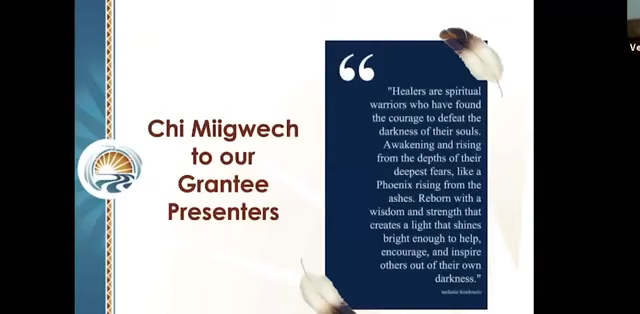 Chi Miigwech
to our
Grantee
Presenters
"Healers are spiritual
warriors who have found
the courage to defeat the
darkness of their souls.
Awakening and rising
from the depths of their
deepest fears, like a
Phoenix rising from the
ashes. Reborn with a
wisdom and strength that
creates a light that shines
bright enough to help,
encourage, and inspire
others out of their own
darkness."
Ve